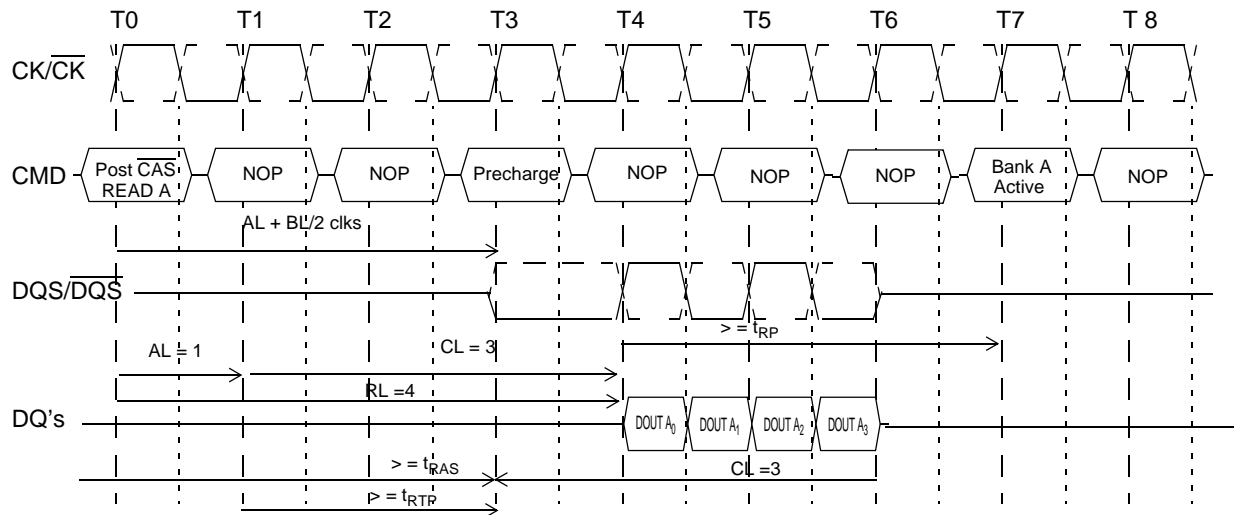 T0 T1 T2 T3 T4 T5 T6 T7 T 8
CK/CK
CMD
Post CAS
READ A
NOP
NOP
Precharge
NOP
NOP
NOP
Bank A
Active
NOP
AL + BL/2 clks
DQS/DQS
> = tRP
AL = 1
CL = 3
RL =4
DQ's
DOUT A0
DOUT A1
DOUT A2
DOUT A3
> = tRAS
CL =3
> = tRTP